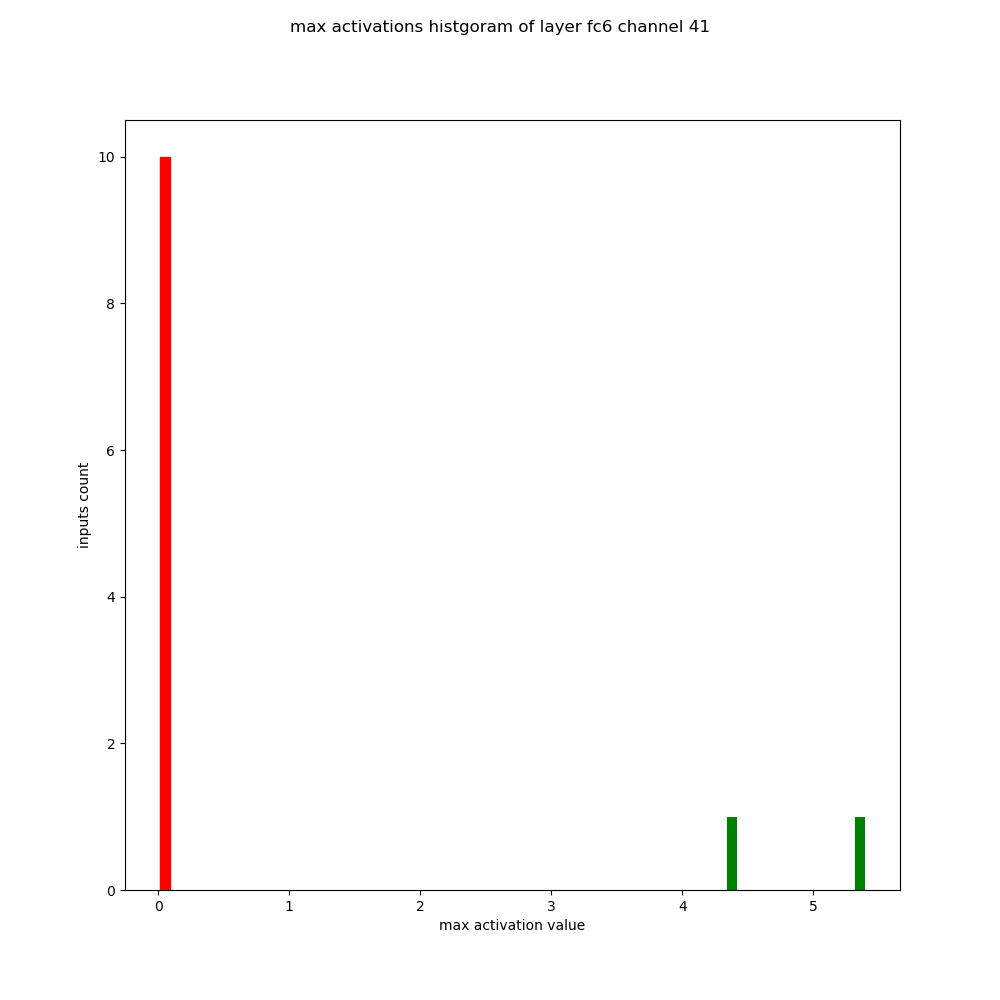 max activations histgoram of layer fc6 channel 41
10
8
6
4
2
0
inputs count
0 1 2 3 4 5
max activation value